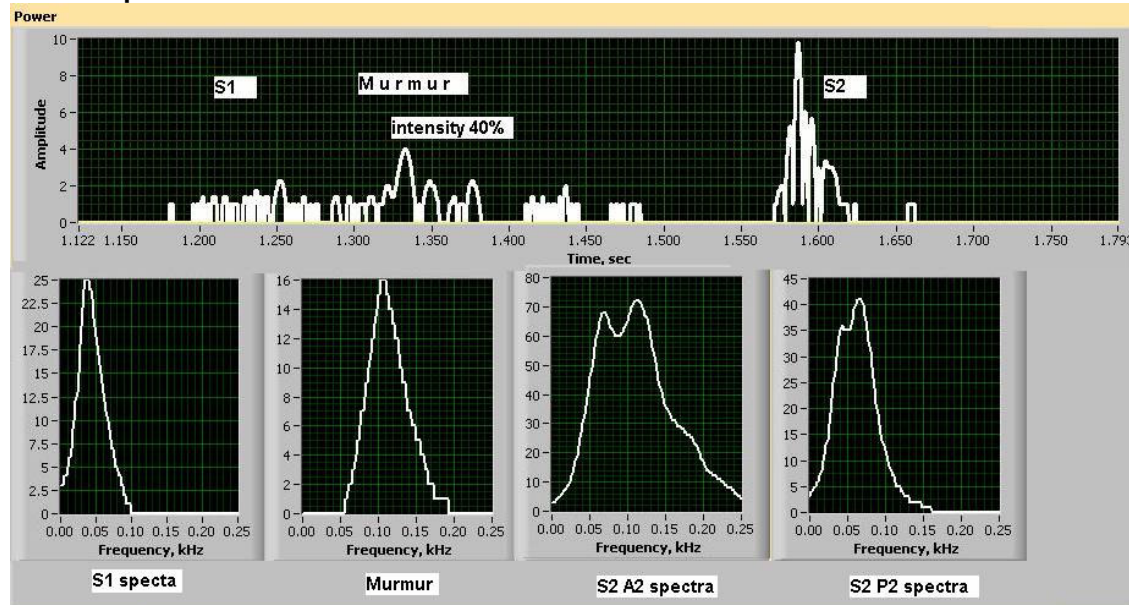 Power
10
8
6
4
2
0
Amplitude
S1
M u r m u r
intensity 40%
S2
1.122 1.150 1.200 1.250 1.300 1.350 1.400 1.450 1.500 1.550 1.600 1.650 1.700 1.750 1.793
Time, sec
25
22.5
20
17.5
15
12.5
10
7.5
5
2.5
0
0.00 0.05 0.10 0.15 0.20 0.25
Frequency, kHz
S1 specta
16
14
12
10
8
6
4
2
0
0.00 0.05 0.10 0.15 0.20 0.25
Frequency, kHz
Murmur
80
70
60
50
40
30
20
10
0
0.00 0.05 0.10 0.15 0.20 0.25
Frequency, kHz
S2 A2 spectra
45
40
35
30
25
20
15
10
5
0
0.00 0.05 0.10 0.15 0.20 0.25
Frequency, kHz
S2 P2 spectra